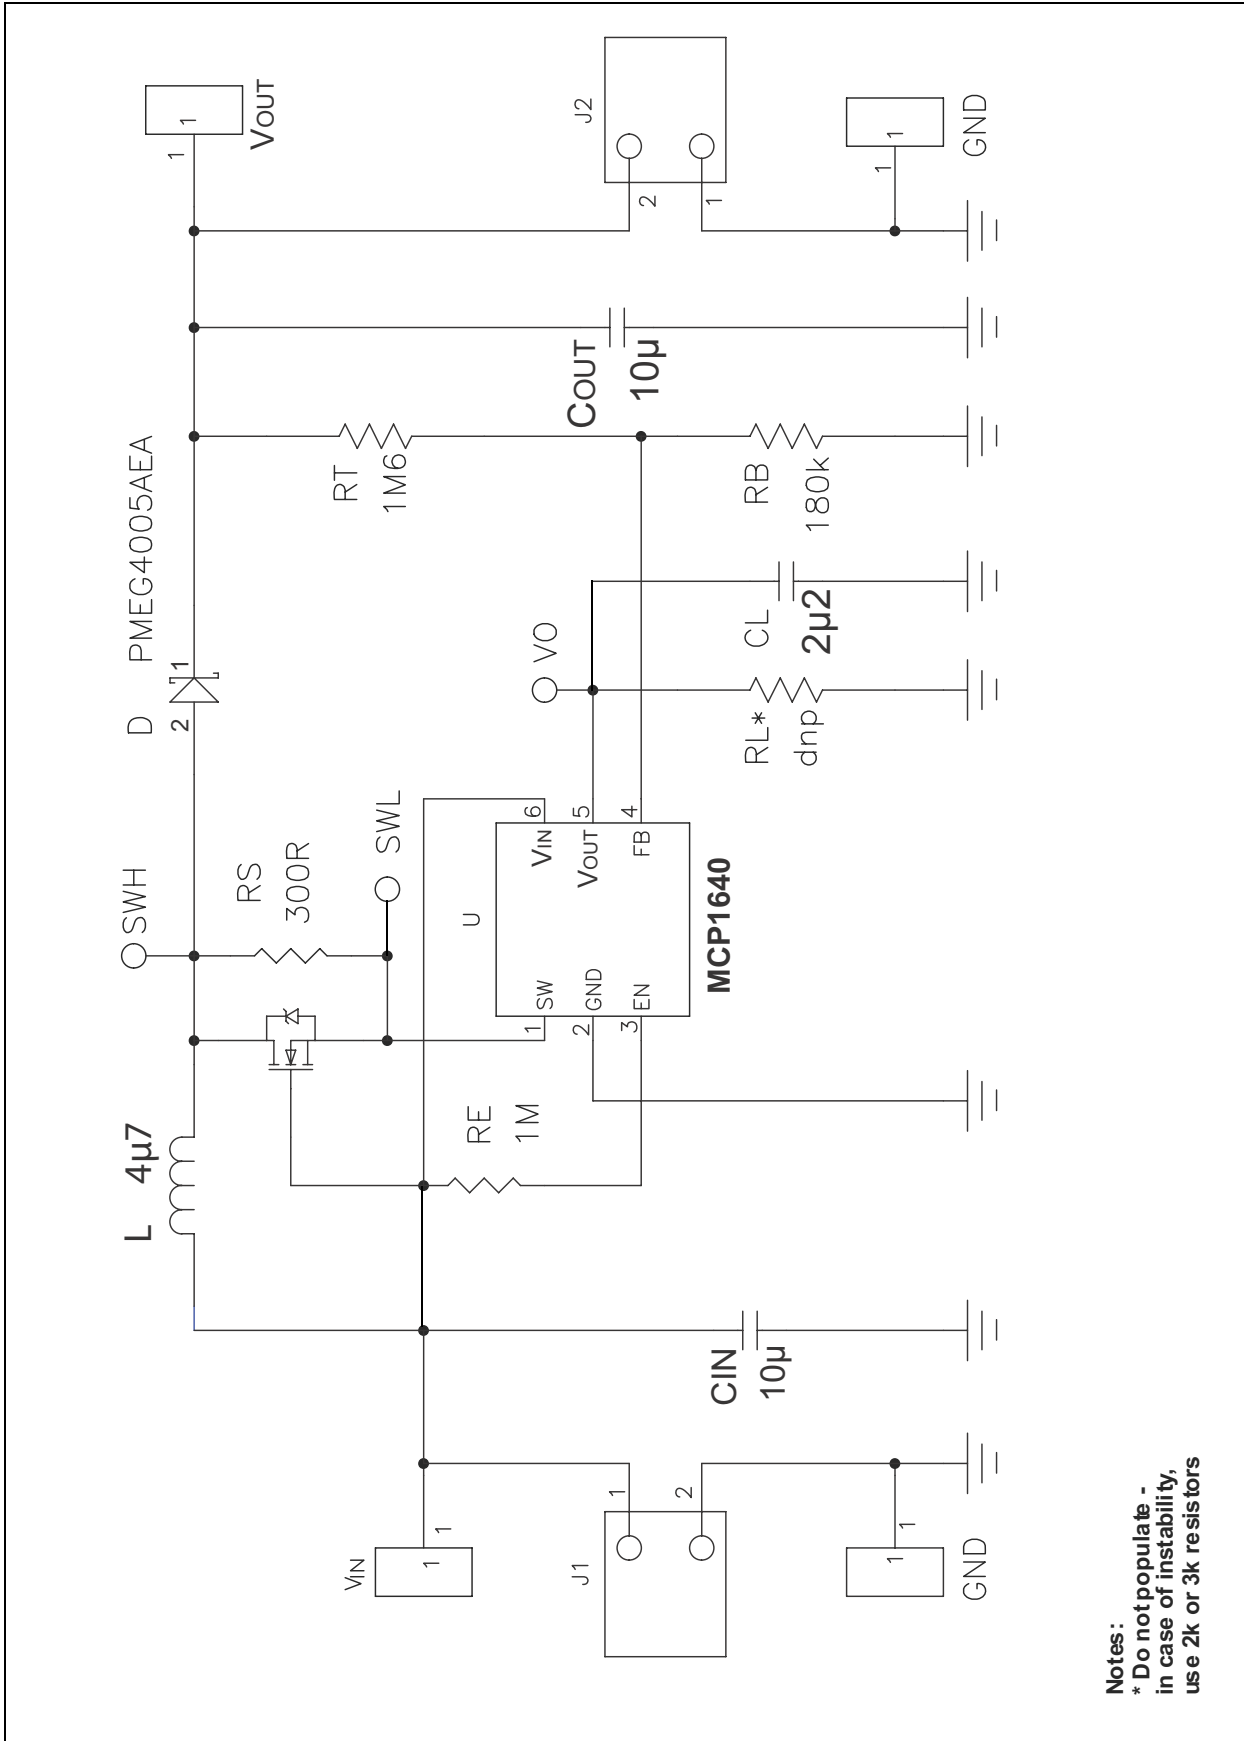 L 4µ7
SWH
D PMEG4005AEA
2
1
1
1
VOUT
RS
300R
SWL
RT
1M6
COUT
10µ
J2
2
1
1
1
GND
VIN
1
1
RE
1M
U
1
SW
2
GND
3
EN
VIN
6
VOUT
5
FB
4
MCP1640
VO
RL*
dnp
CL
2µ2
RB
180k
CIN
10µ
J1
1
2
1
1
GND
Notes:
* Do not populate -
in case of instability,
use 2k or 3k resistors